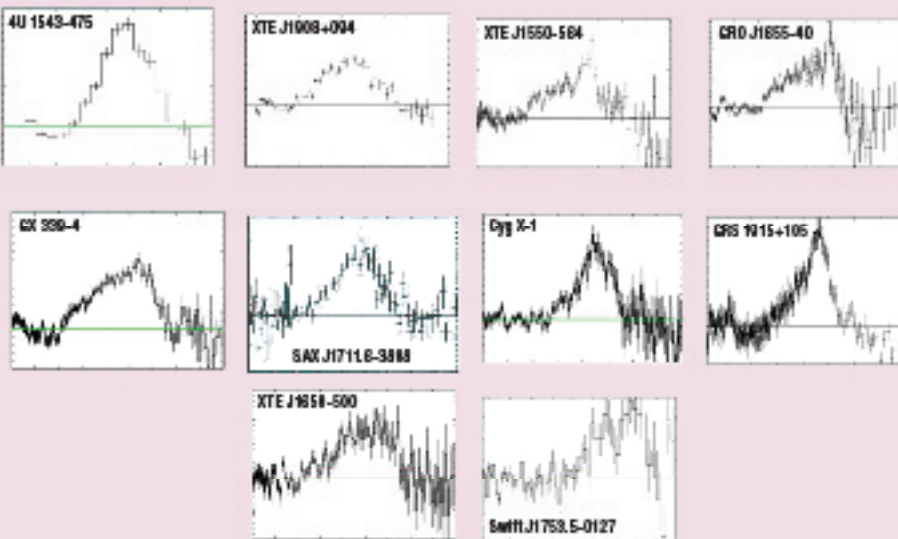 4U 1543-475
XTE J1908+094
XTE J1550-564
GRO J1655-40
GX 339-4
SAX J1711.6-3808
Cyg X-1
GRS 1915+105
XTE J1650-500
Swift J1753.5-0127